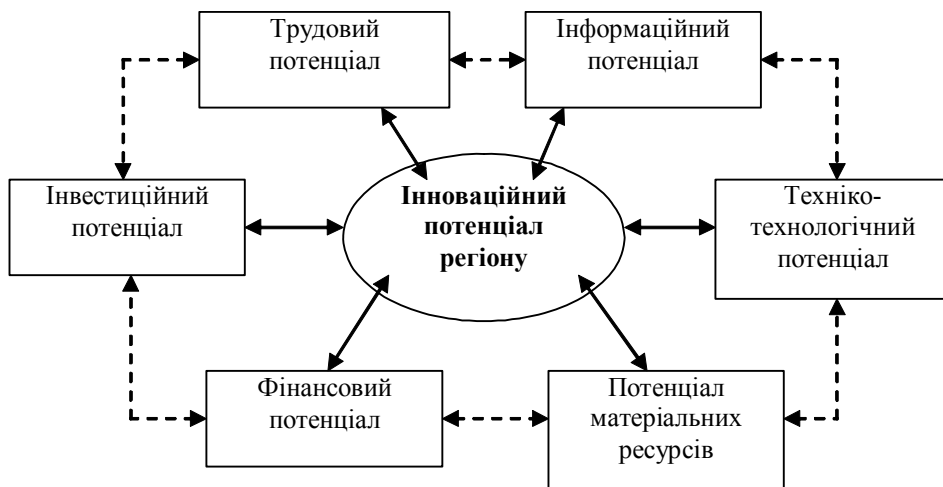 Трудовий
потенціал
Інформаційний
потенціал
Інвестиційний
потенціал
Інноваційний
потенціал
регіону
Техніко-
технологічний
потенціал
Фінансовий
потенціал
Потенціал
матеріальних
ресурсів